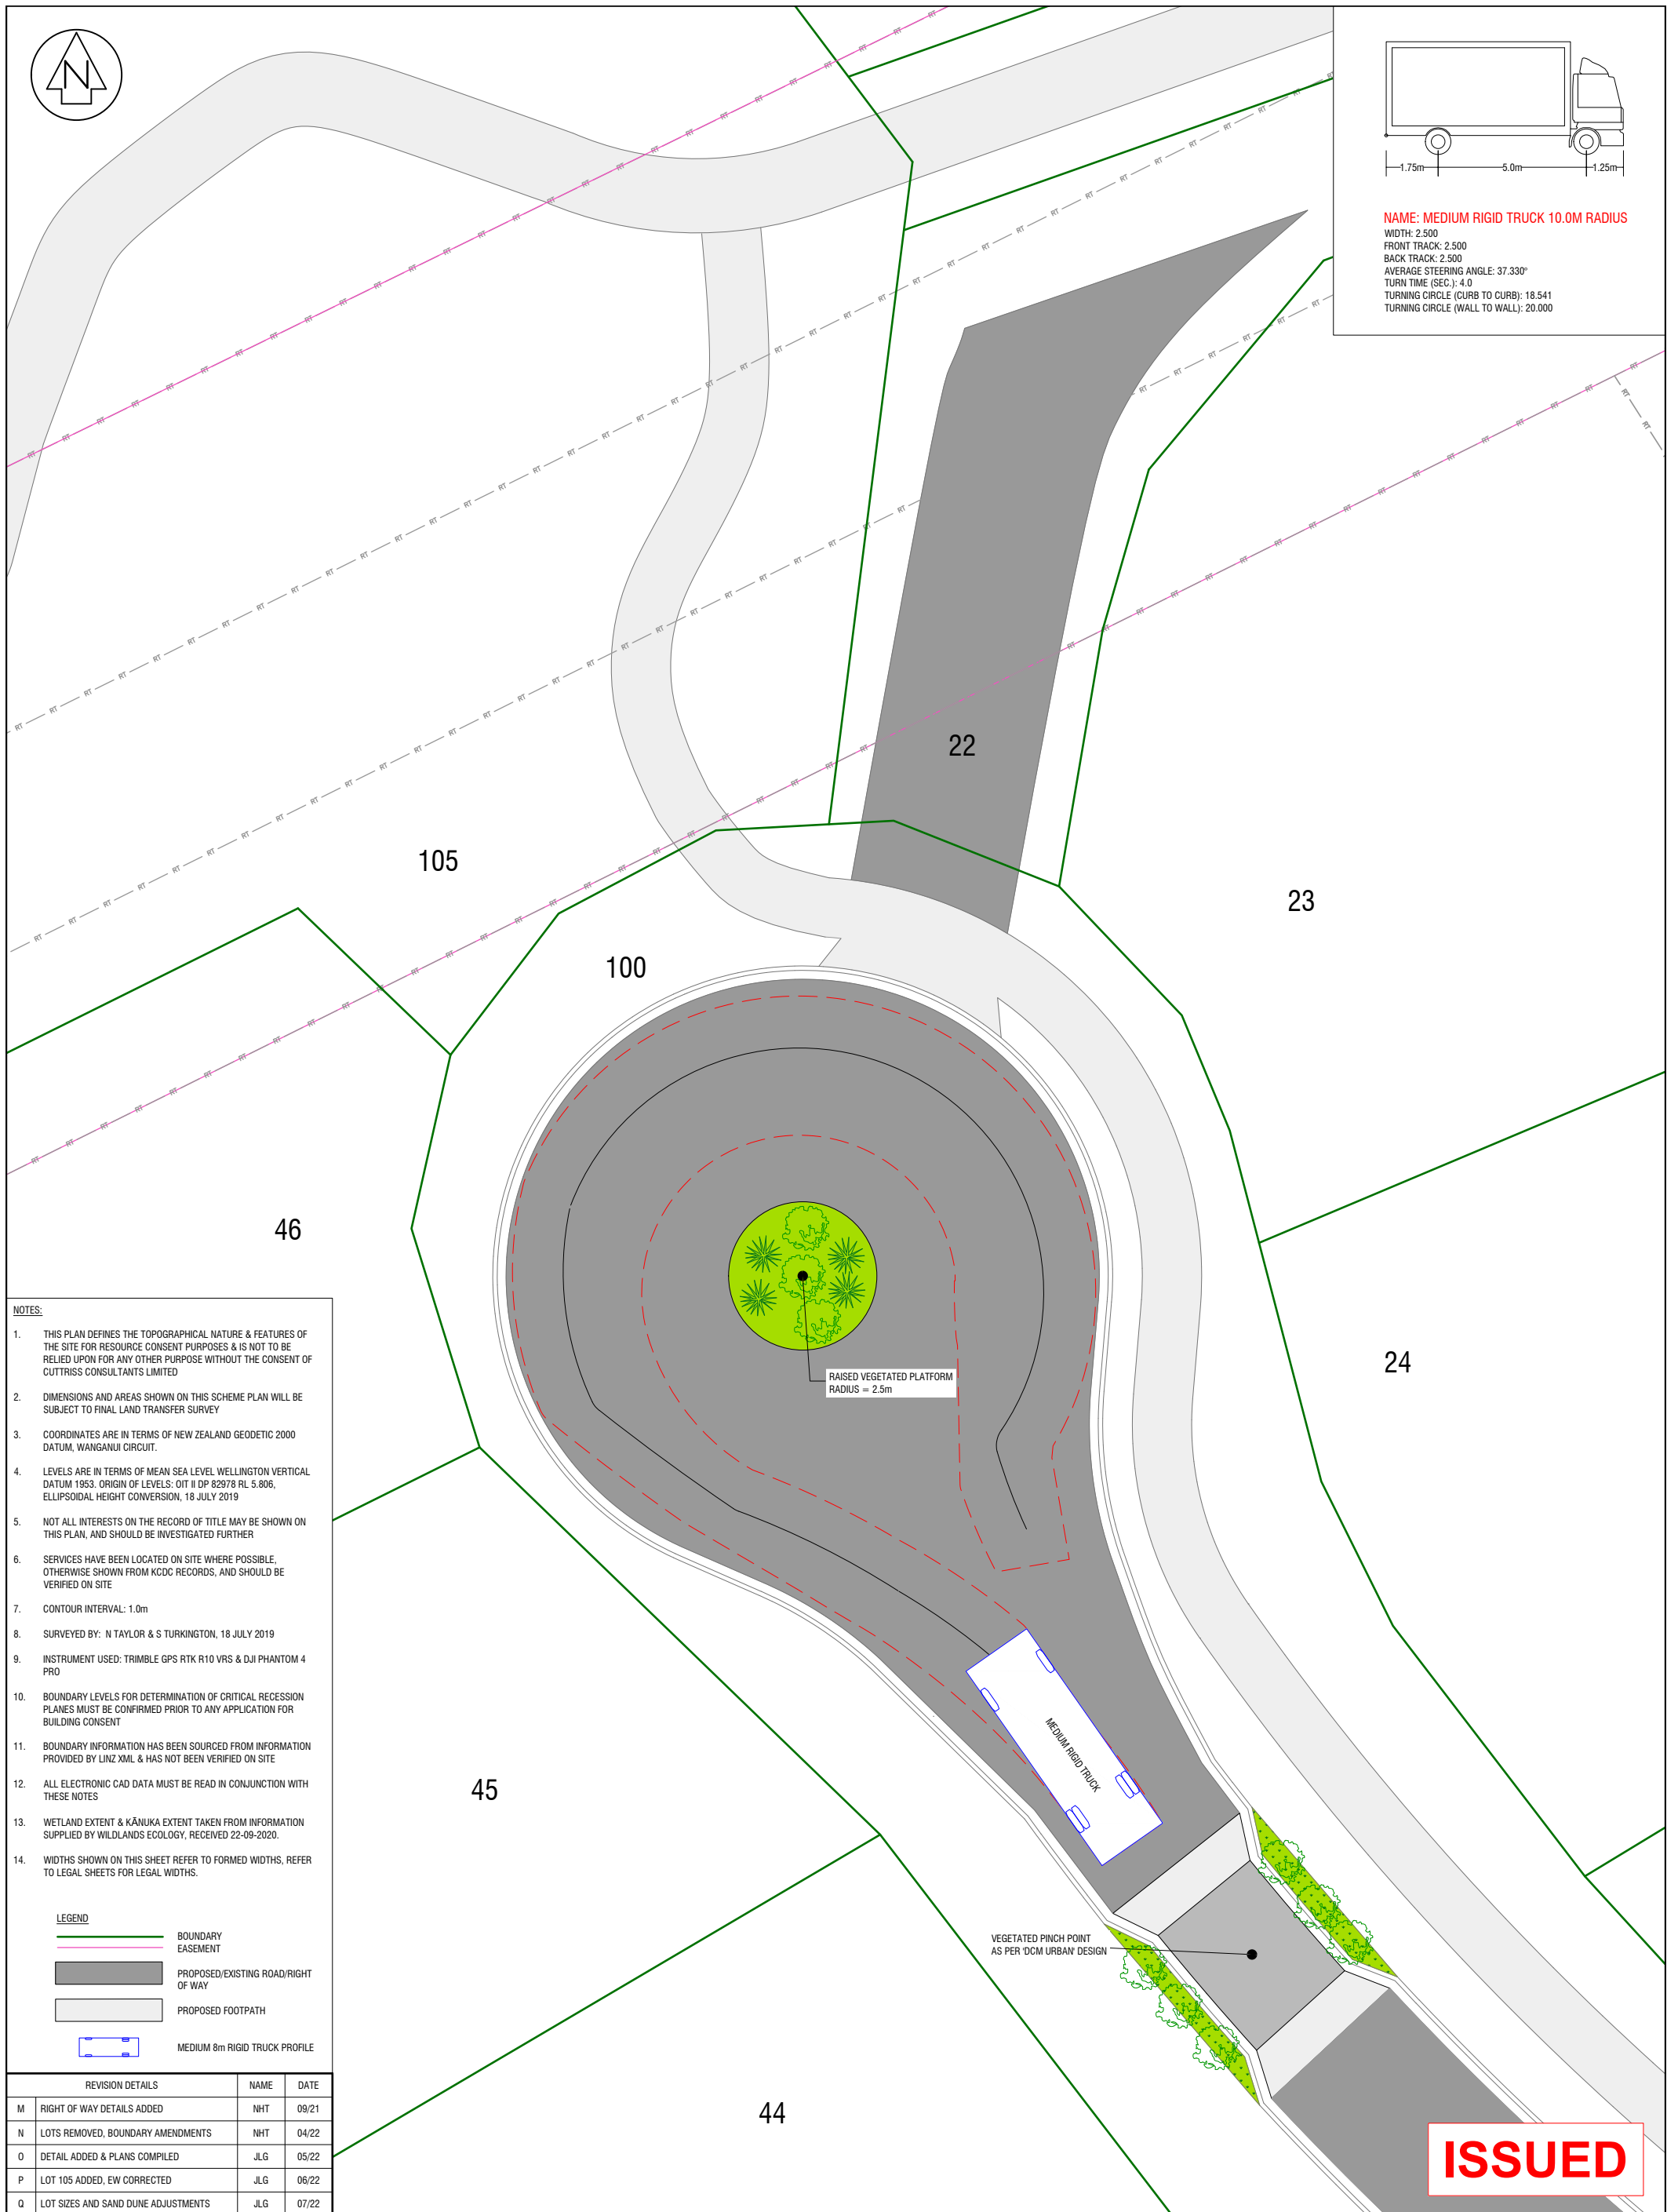 N
1.75m
5.0m
1.25m
NAME: MEDIUM RIGID TRUCK 10.0M RADIUS
WIDTH: 2.500
FRONT TRACK: 2.500
BACK TRACK: 2.500
AVERAGE STEERING ANGLE: 37.330°
TURN TIME (SEC.): 4.0
TURNING CIRCLE (CURB TO CURB): 18.541
TURNING CIRCLE (WALL TO WALL): 20.000
22
105
23
100
46
24
RAISED VEGETATED PLATFORM
RADIUS = 2.5m
MEDIUM RIGID TRUCK
45
VEGETATED PINCH POINT
AS PER 'DCM URBAN' DESIGN
44
ISSUED
NOTES:
1. THIS PLAN DEFINES THE TOPOGRAPHICAL NATURE & FEATURES OF
THE SITE FOR RESOURCE CONSENT PURPOSES & IS NOT TO BE
RELIED UPON FOR ANY OTHER PURPOSE WITHOUT THE CONSENT OF
CUTTRISS CONSULTANTS LIMITED
2. DIMENSIONS AND AREAS SHOWN ON THIS SCHEME PLAN WILL BE
SUBJECT TO FINAL LAND TRANSFER SURVEY
3. COORDINATES ARE IN TERMS OF NEW ZEALAND GEODETIC 2000
DATUM, WANGANUI CIRCUIT.
4. LEVELS ARE IN TERMS OF MEAN SEA LEVEL WELLINGTON VERTICAL
DATUM 1953. ORIGIN OF LEVELS: OIT II DP 82978 RL 5.806,
ELLIPSOIDAL HEIGHT CONVERSION, 18 JULY 2019
5. NOT ALL INTERESTS ON THE RECORD OF TITLE MAY BE SHOWN ON
THIS PLAN, AND SHOULD BE INVESTIGATED FURTHER
6. SERVICES HAVE BEEN LOCATED ON SITE WHERE POSSIBLE,
OTHERWISE SHOWN FROM KCDC RECORDS, AND SHOULD BE
VERIFIED ON SITE
7. CONTOUR INTERVAL: 1.0m
8. SURVEYED BY: N TAYLOR & S TURKINGTON, 18 JULY 2019
9. INSTRUMENT USED: TRIMBLE GPS RTK R10 VRS & DJI PHANTOM 4
PRO
10. BOUNDARY LEVELS FOR DETERMINATION OF CRITICAL RECESSION
PLANES MUST BE CONFIRMED PRIOR TO ANY APPLICATION FOR
BUILDING CONSENT
11. BOUNDARY INFORMATION HAS BEEN SOURCED FROM INFORMATION
PROVIDED BY LINZ XML & HAS NOT BEEN VERIFIED ON SITE
12. ALL ELECTRONIC CAD DATA MUST BE READ IN CONJUNCTION WITH
THESE NOTES
13. WETLAND EXTENT & KĀNUKA EXTENT TAKEN FROM INFORMATION
SUPPLIED BY WILDLANDS ECOLOGY, RECEIVED 22-09-2020.
14. WIDTHS SHOWN ON THIS SHEET REFER TO FORMED WIDTHS, REFER
TO LEGAL SHEETS FOR LEGAL WIDTHS.
LEGEND
BOUNDARY
EASEMENT
PROPOSED/EXISTING ROAD/RIGHT
OF WAY
PROPOSED FOOTPATH
MEDIUM 8m RIGID TRUCK PROFILE
REVISION DETAILS NAME DATE
M RIGHT OF WAY DETAILS ADDED NHT 09/21
N LOTS REMOVED, BOUNDARY AMENDMENTS NHT 04/22
O DETAIL ADDED & PLANS COMPILED JLG 05/22
P LOT 105 ADDED, EW CORRECTED JLG 06/22
Q LOT SIZES AND SAND DUNE ADJUSTMENTS JLG 07/22